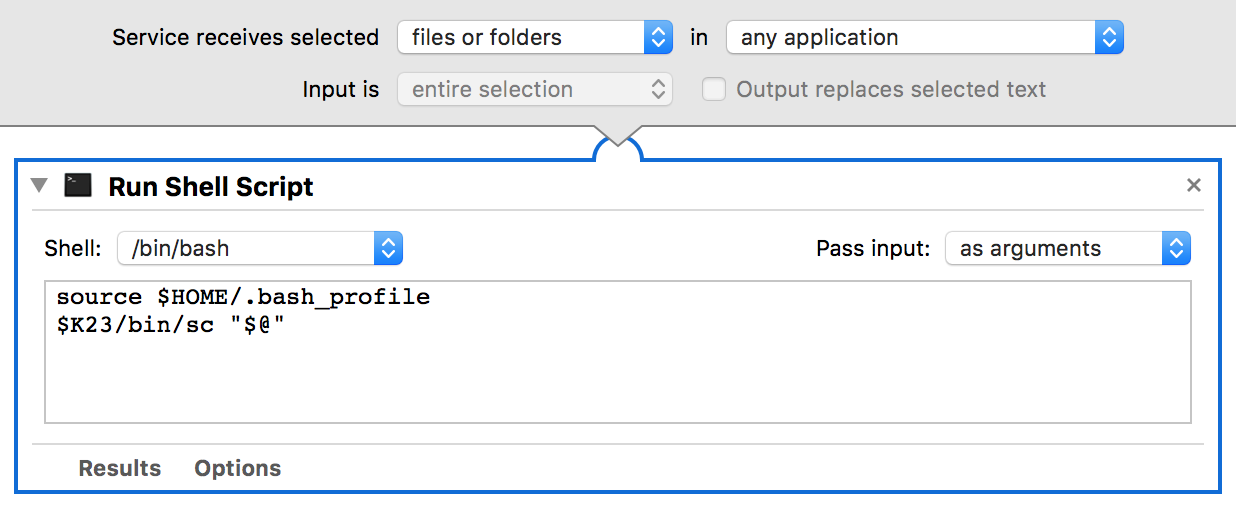 Service receives selected files or folders in any application
Input is entire selection Output replaces selected text
Run Shell Script
Shell: /bin/bash Pass input: as arguments
source $HOME/.bash_profile
$K23/bin/sc "$@"
Results Options